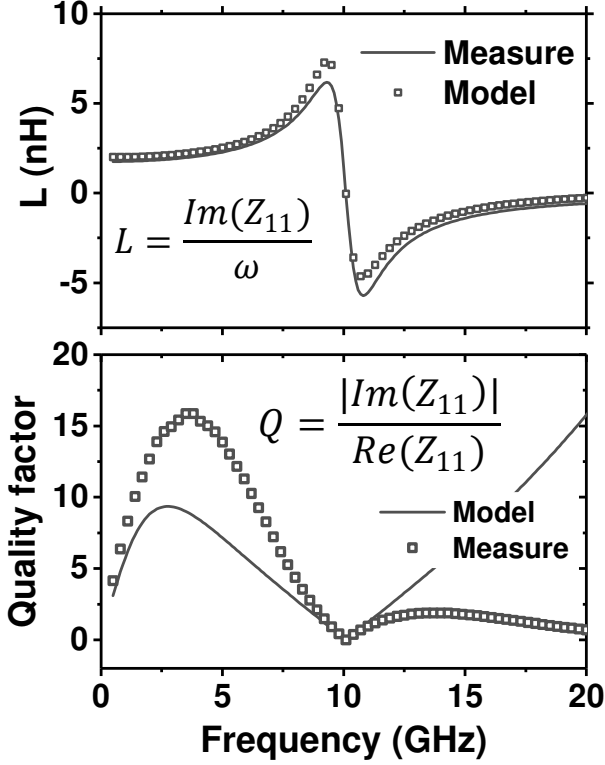 10
5
0
-5
L (nH)
Measure
Model
L = Im(Z₁₁)/ω
20
15
10
5
0
Quality factor
Q = |Im(Z₁₁)|/Re(Z₁₁)
Model
Measure
0 5 10 15 20
Frequency (GHz)